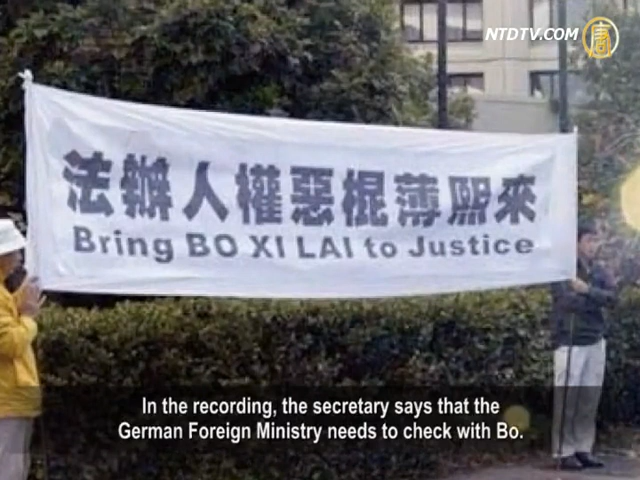 NTDTV.COM
法辦人權惡棍薄熙來
Bring BO XI LAI to Justice
In the recording, the secretary says that the
German Foreign Ministry needs to check with Bo.